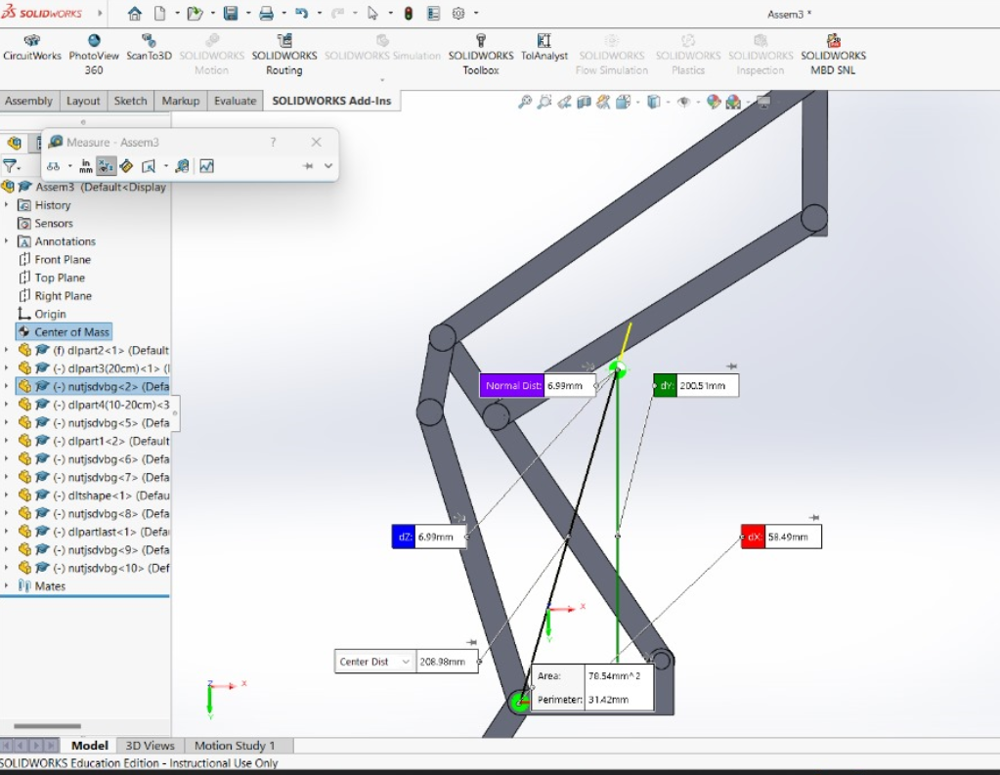 SOLIDWORKS
Assem3 *
CircuitWorks
PhotoView
360
ScanTo3D
SOLIDWORKS
Motion
SOLIDWORKS
Routing
SOLIDWORKS Simulation
SOLIDWORKS
Toolbox
TolAnalyst
SOLIDWORKS
Flow Simulation
SOLIDWORKS
Plastics
SOLIDWORKS
Inspection
SOLIDWORKS
MBD SNL
Assembly Layout Sketch Markup Evaluate SOLIDWORKS Add-Ins
Measure - Assem3 ?
in
mm
Assem3 (Default<Display
History
Sensors
Annotations
Front Plane
Top Plane
Right Plane
Origin
Center of Mass
(f) dlpart2<1> (Default
(-) dlpart3(20cm)<1> (
(-) nutjsdvbg<2> (Defa
(-) dlpart4(10-20cm)<3
(-) nutjsdvbg<5> (Defa
(-) dlpart1<2> (Default
(-) nutjsdvbg<6> (Defa
(-) nutjsdvbg<7> (Defa
(-) dltshape<1> (Defau
(-) nutjsdvbg<8> (Defa
(-) dlpartlast<1> (Defau
(-) nutjsdvbg<9> (Defa
(-) nutjsdvbg<10> (Def
Mates
Normal Dist: 6.99mm
dY: 200.51mm
dZ: 6.99mm
dX: 58.49mm
Center Dist 208.98mm
Area: 78.54mm^2
Perimeter: 31.42mm
X
Y
Z X
Y
Model 3D Views Motion Study 1
SOLIDWORKS Education Edition - Instructional Use Only